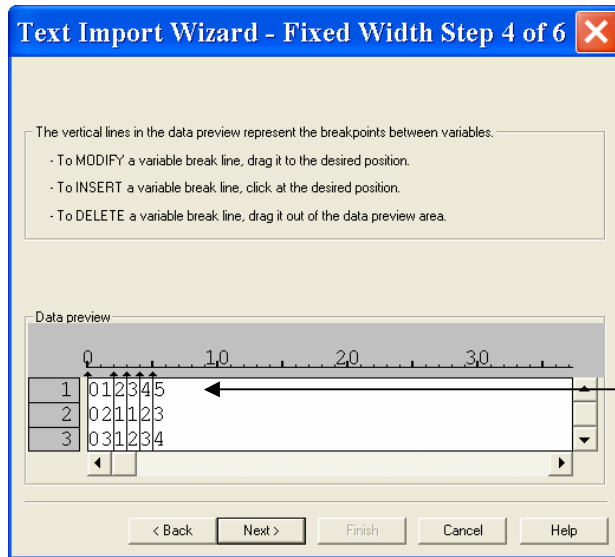 Text Import Wizard - Fixed Width Step 4 of 6
The vertical lines in the data preview represent the breakpoints between variables.
- To MODIFY a variable break line, drag it to the desired position.
- To INSERT a variable break line, click at the desired position.
- To DELETE a variable break line, drag it out of the data preview area.
Data preview
0 10 20 30
1 012345
2 021123
3 031234
< Back Next > Finish Cancel Help